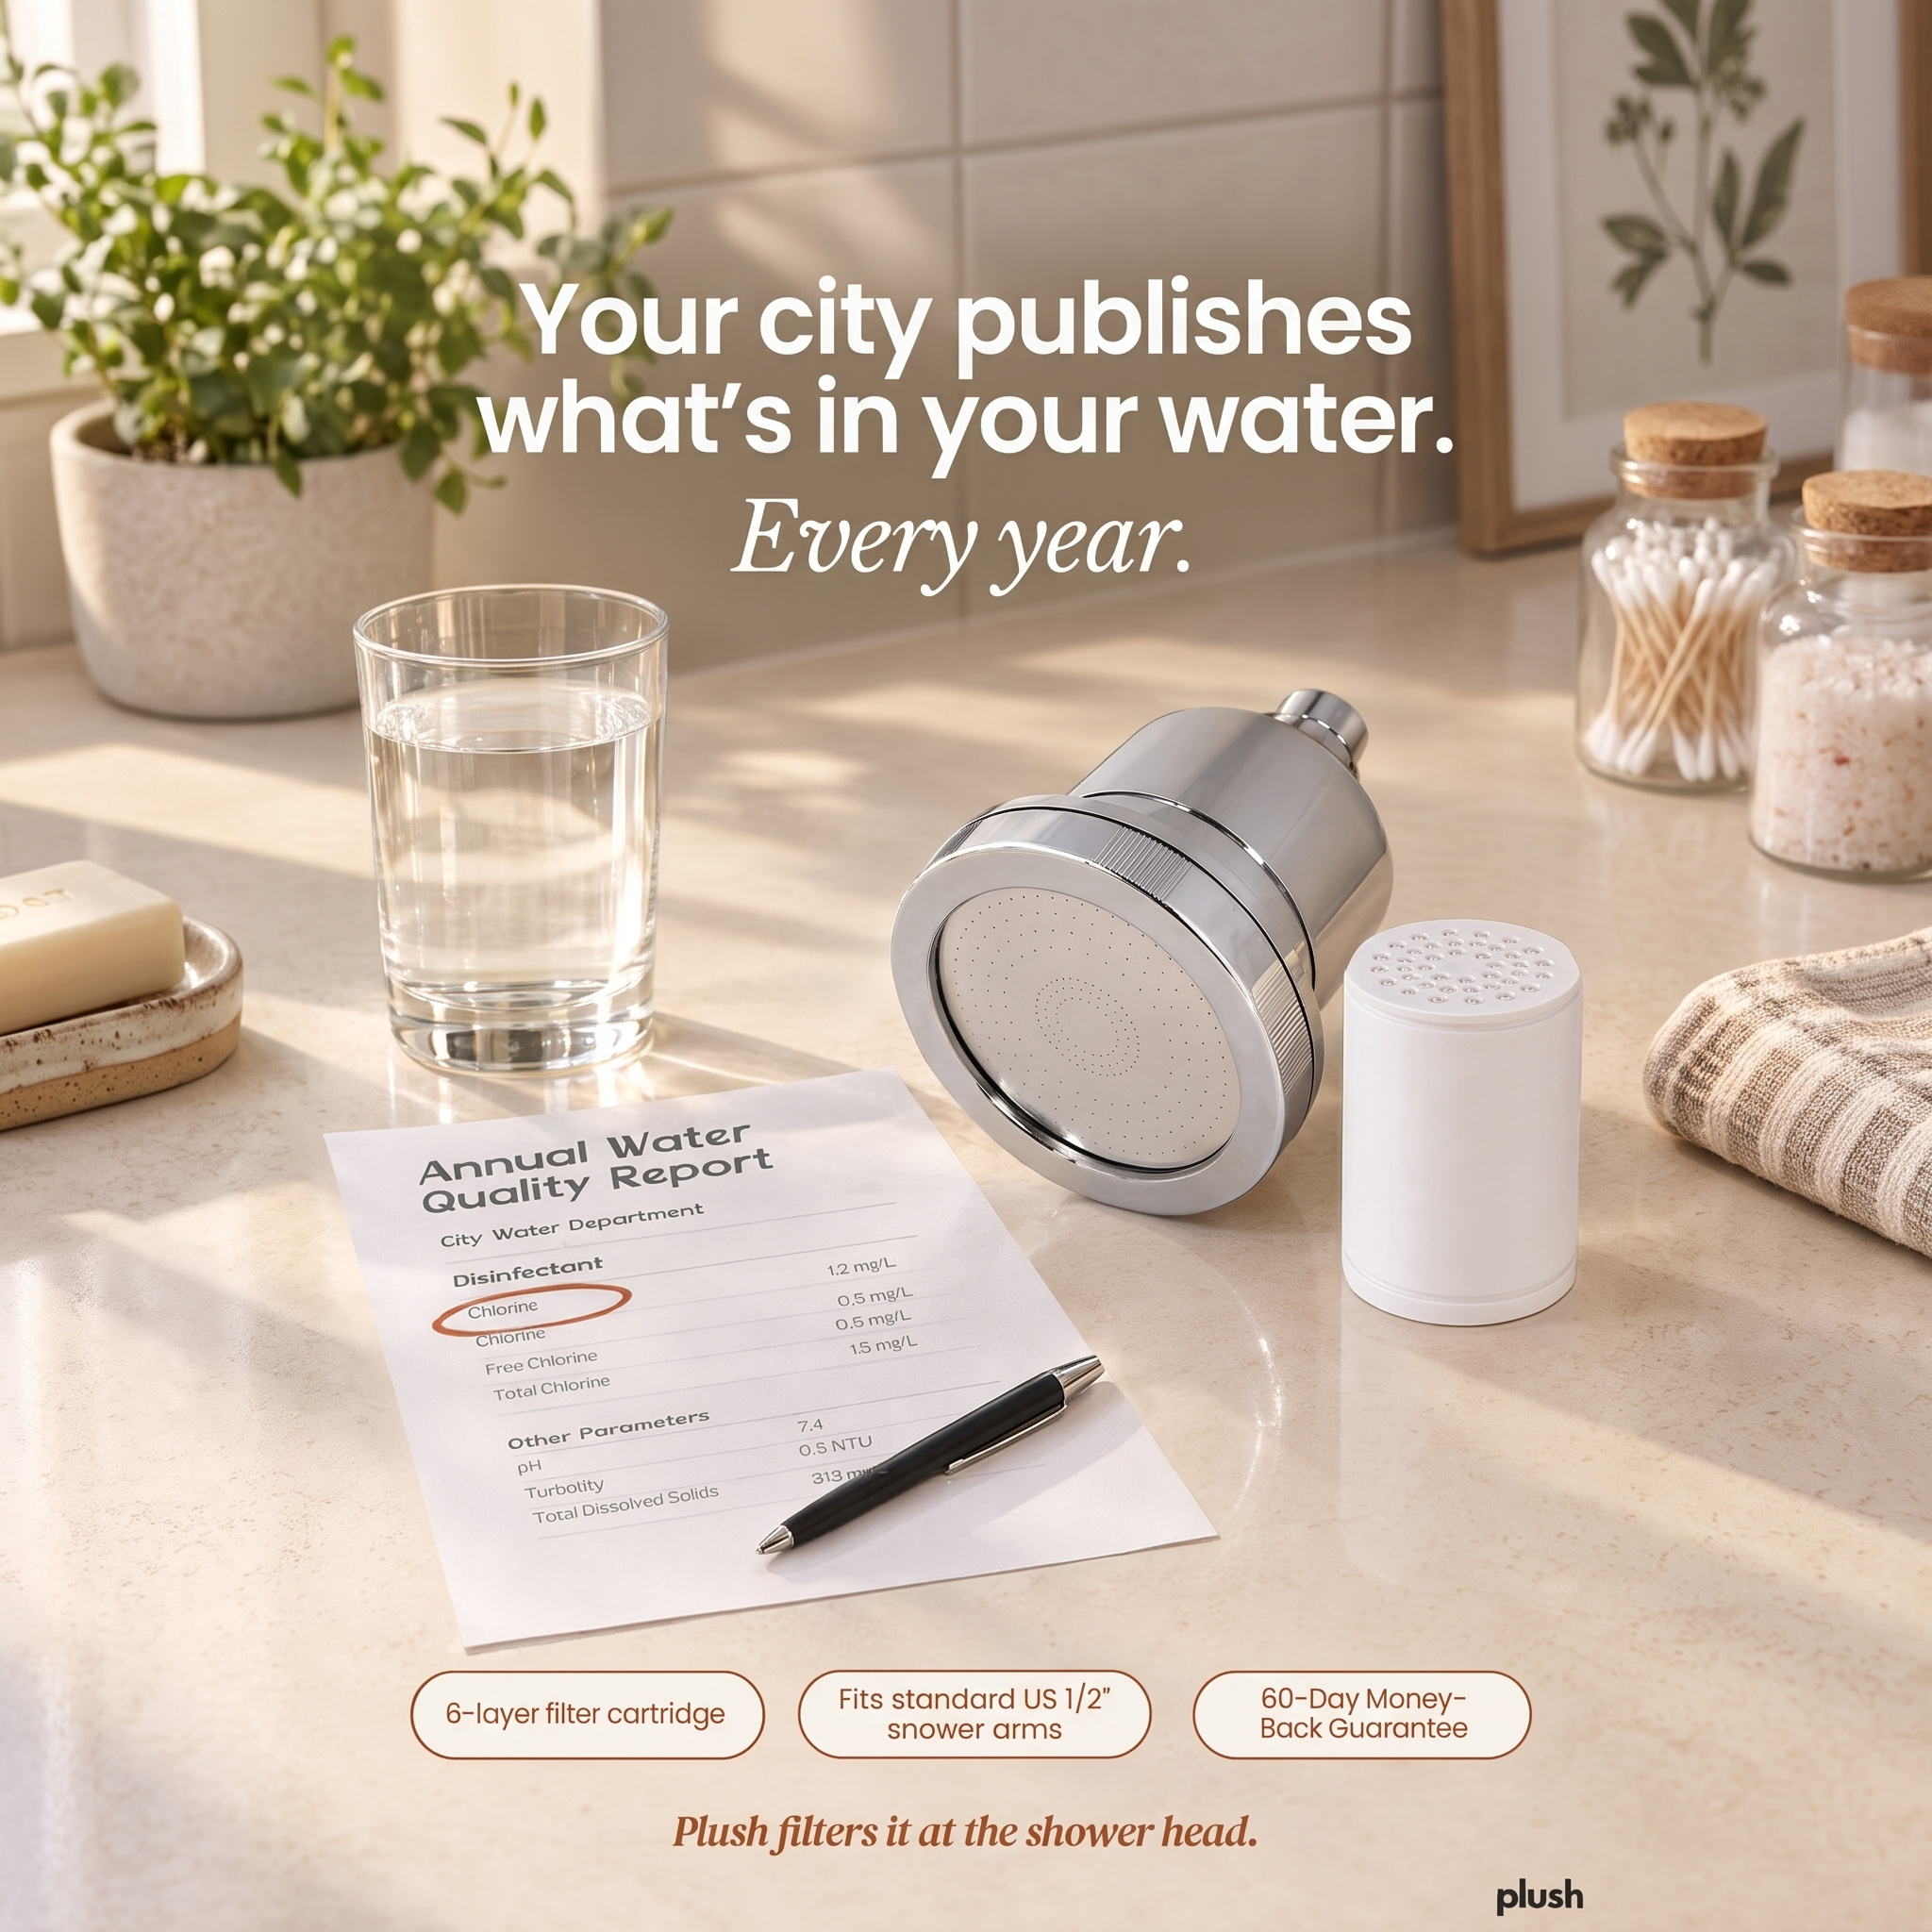 Your city publishes
what's in your water.
Every year.
Annual Water
Quality Report
City Water Department
Disinfectant
1.2 mg/L
Chlorine
0.5 mg/L
Chlorine
0.5 mg/L
Free Chlorine
1.5 mg/L
Total Chlorine
Other Parameters
7.4
pH
0.5 NTU
Turbotity
313
Total Dissolved Solids
6-layer filter cartridge
Fits standard US 1/2"
snower arms
60-Day Money-
Back Guarantee
Plush filters it at the shower head.
plush